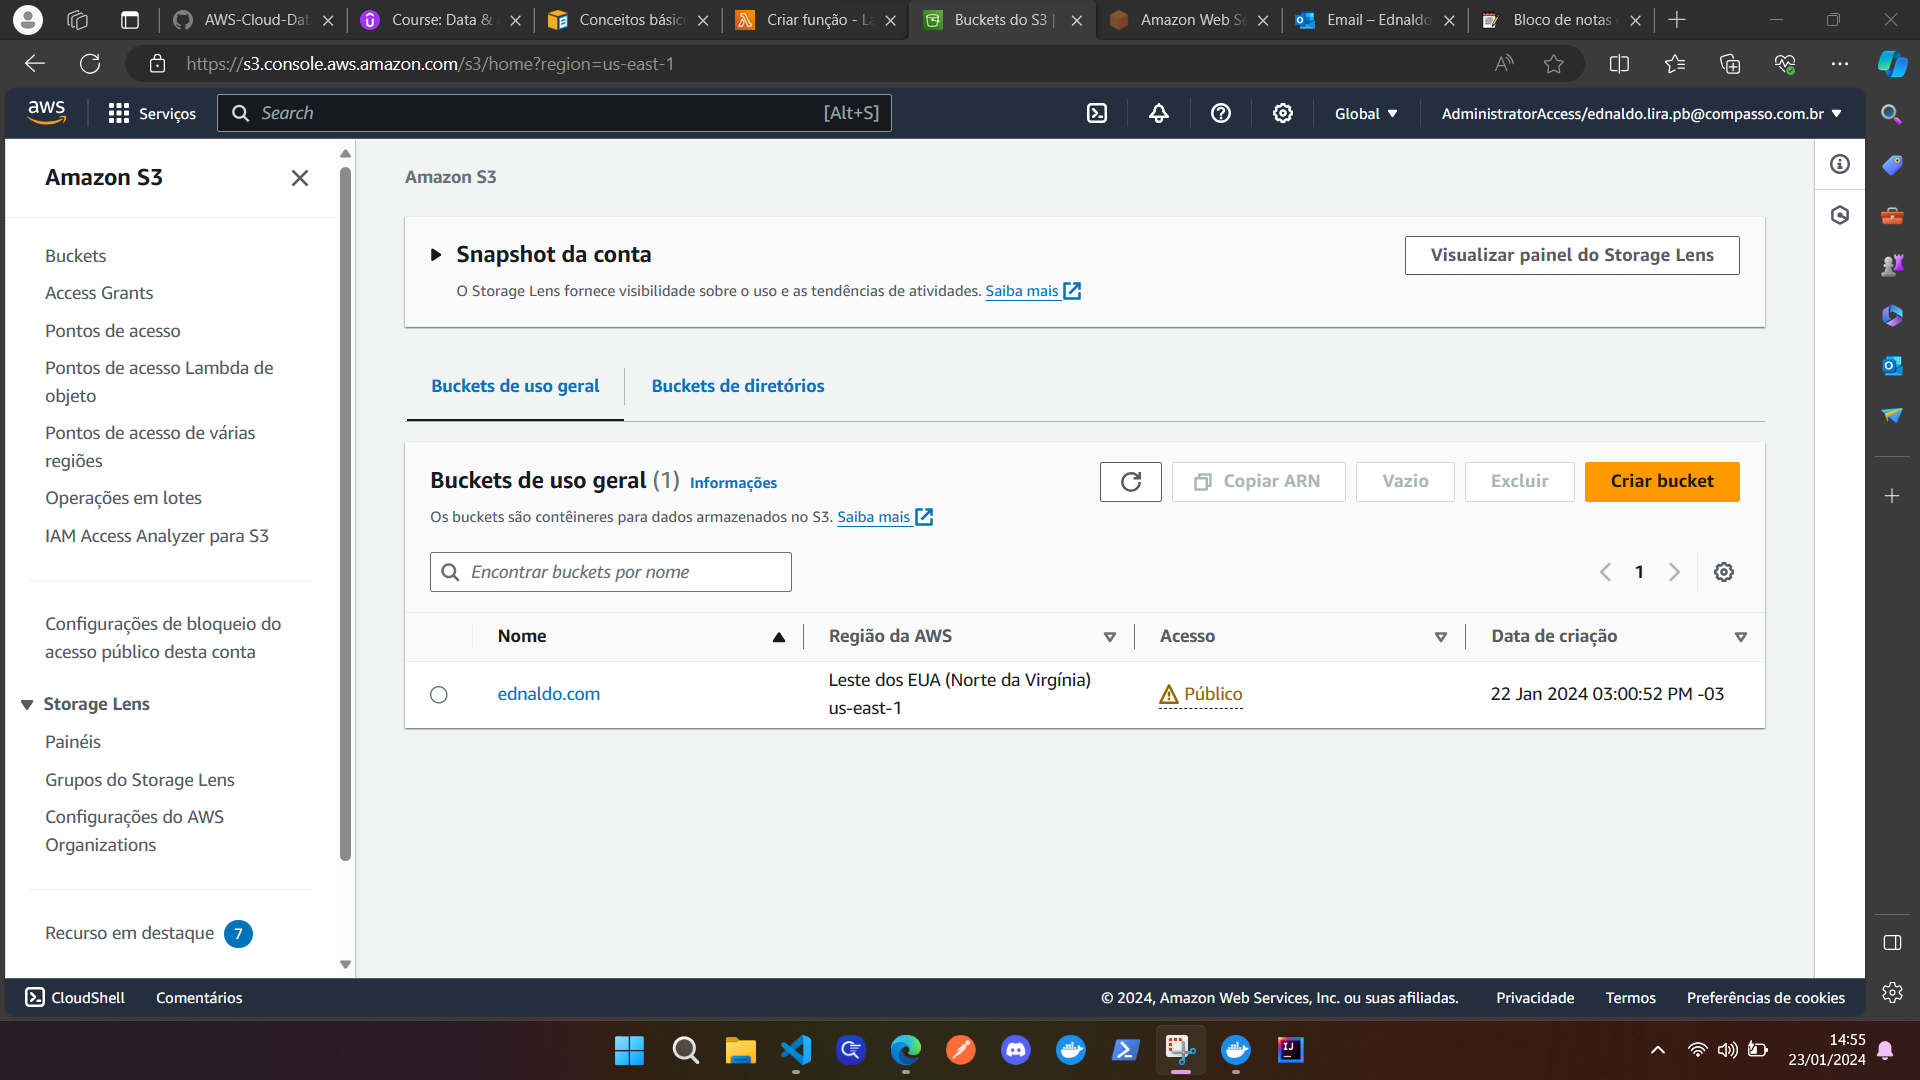 AWS-Cloud-Dat
Course: Data &
Conceitos básico
Criar função - La
Buckets do S3 |
Amazon Web Se
Email – Ednaldo
Bloco de notas
https://s3.console.aws.amazon.com/s3/home?region=us-east-1
aws
Serviços
Search
[Alt+S]
Global
AdministratorAccess/ednaldo.lira.pb@compasso.com.br
Amazon S3
Buckets
Access Grants
Pontos de acesso
Pontos de acesso Lambda de
objeto
Pontos de acesso de várias
regiões
Operações em lotes
IAM Access Analyzer para S3
Configurações de bloqueio do
acesso público desta conta
Storage Lens
Painéis
Grupos do Storage Lens
Configurações do AWS
Organizations
Recurso em destaque 7
Amazon S3
Snapshot da conta
Visualizar painel do Storage Lens
O Storage Lens fornece visibilidade sobre o uso e as tendências de atividades. Saiba mais
Buckets de uso geral
Buckets de diretórios
Buckets de uso geral (1) Informações
Copiar ARN
Vazio
Excluir
Criar bucket
Os buckets são contêineres para dados armazenados no S3. Saiba mais
Encontrar buckets por nome
1
Nome
Região da AWS
Acesso
Data de criação
ednaldo.com
Leste dos EUA (Norte da Virgínia)
us-east-1
Público
22 Jan 2024 03:00:52 PM -03
CloudShell
Comentários
© 2024, Amazon Web Services, Inc. ou suas afiliadas.
Privacidade
Termos
Preferências de cookies
IJ
14:55
23/01/2024